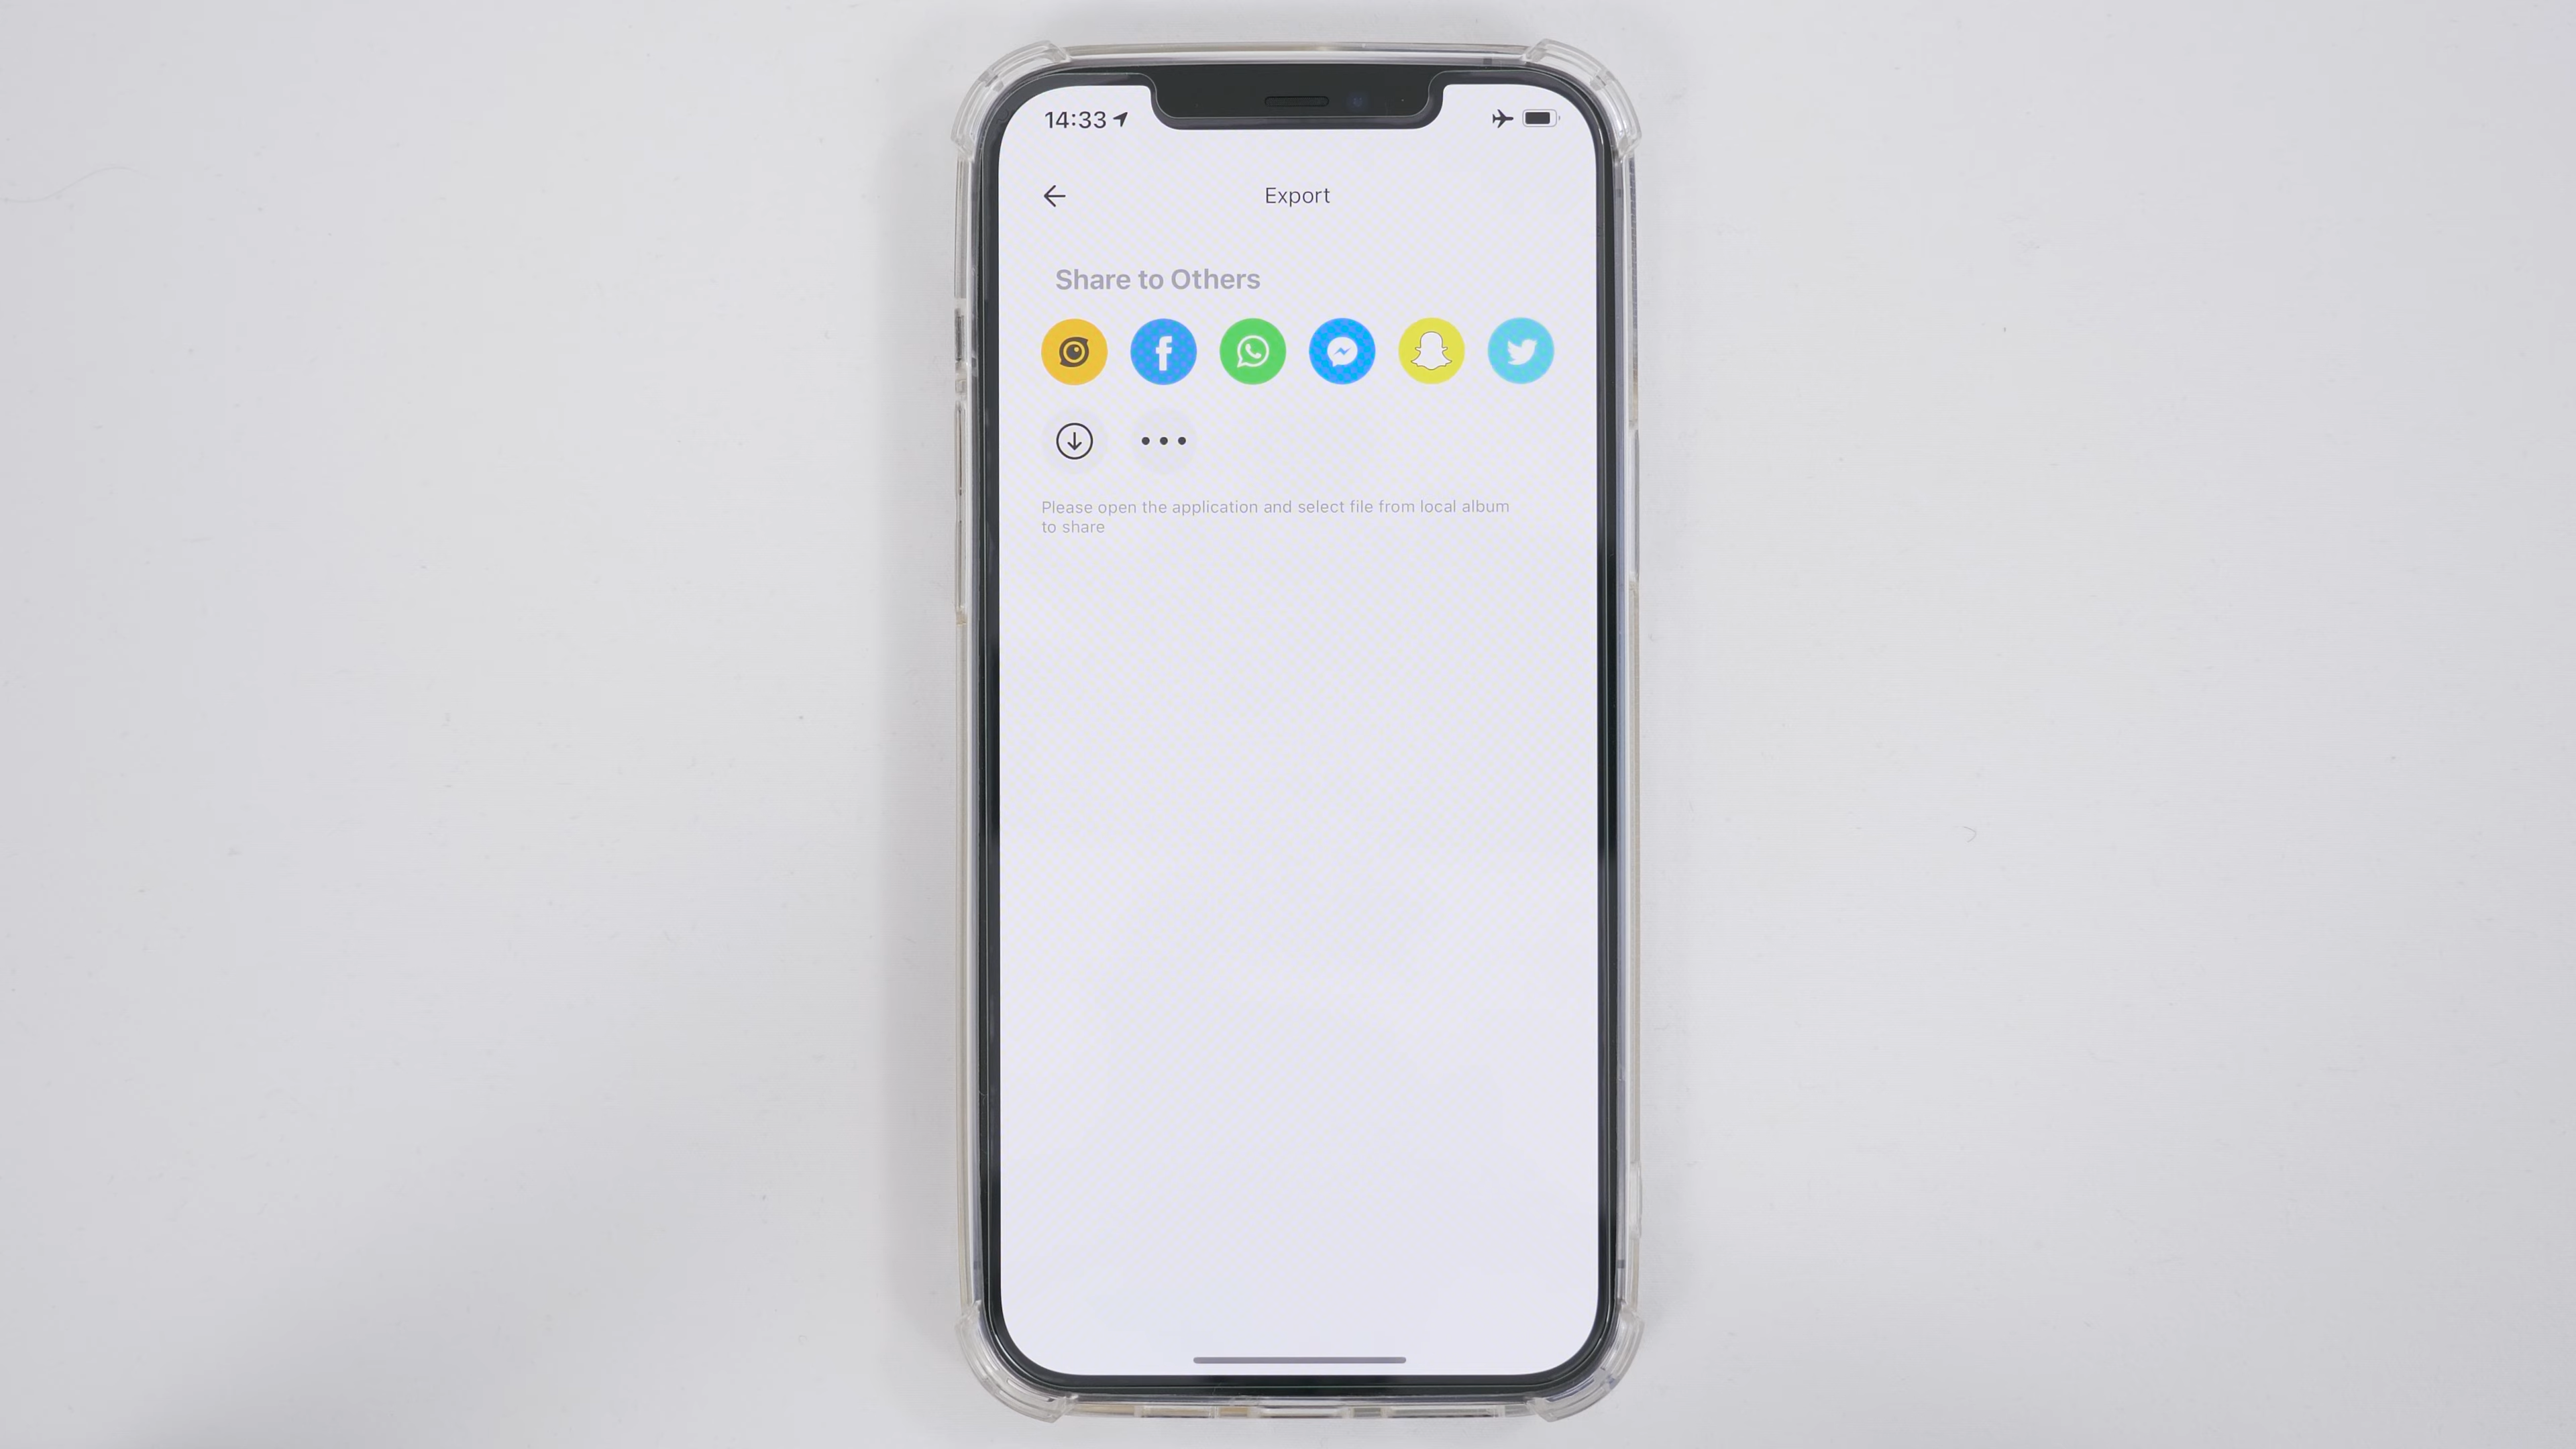 14:33
Export
Share to Others
Please open the application and select file from local album
to share